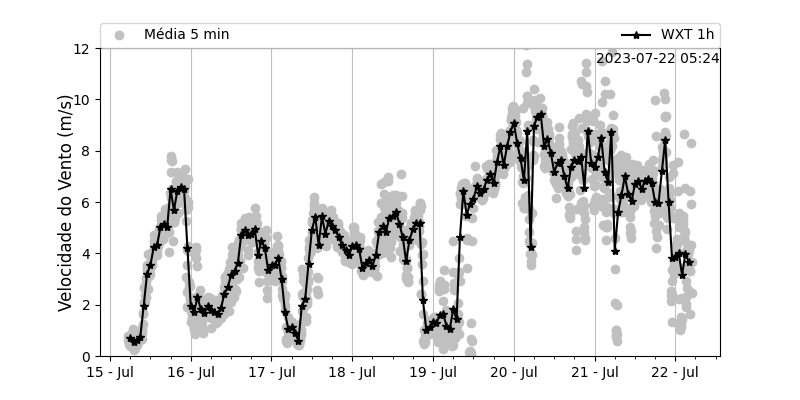 Média 5 min
WXT 1h
2023-07-22 05:24
Velocidade do Vento (m/s)
12
10
8
6
4
2
0
15 - Jul 16 - Jul 17 - Jul 18 - Jul 19 - Jul 20 - Jul 21 - Jul 22 - Jul